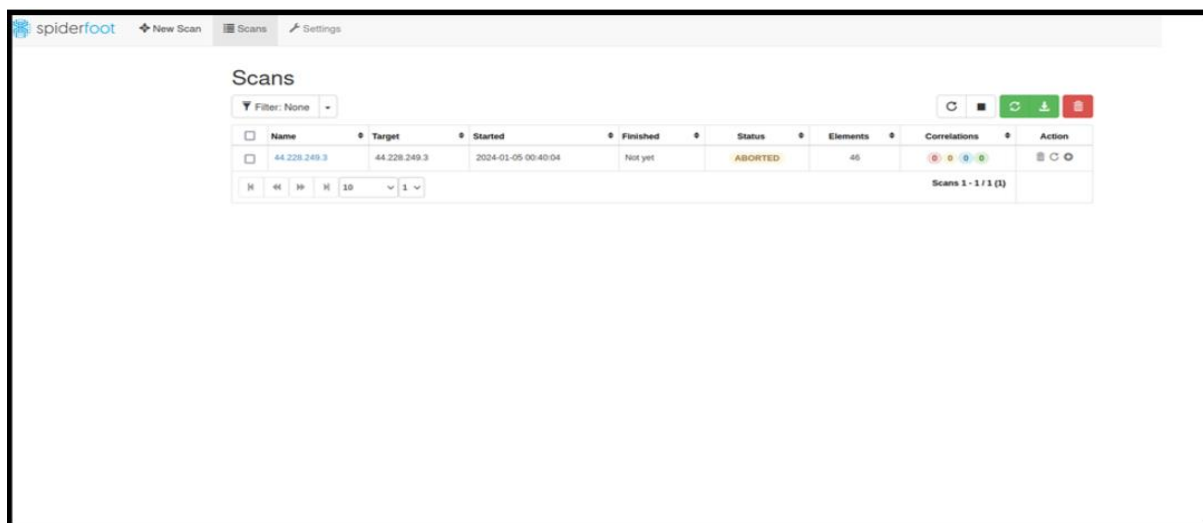 spiderfoot New Scan Scans Settings
Scans
Filter: None
Name Target Started Finished Status Elements Correlations Action
44.228.249.3 44.228.249.3 2024-01-05 00:40:04 Not yet ABORTED 46 0 0 0 0
10 1 Scans 1 - 1 / 1 (1)